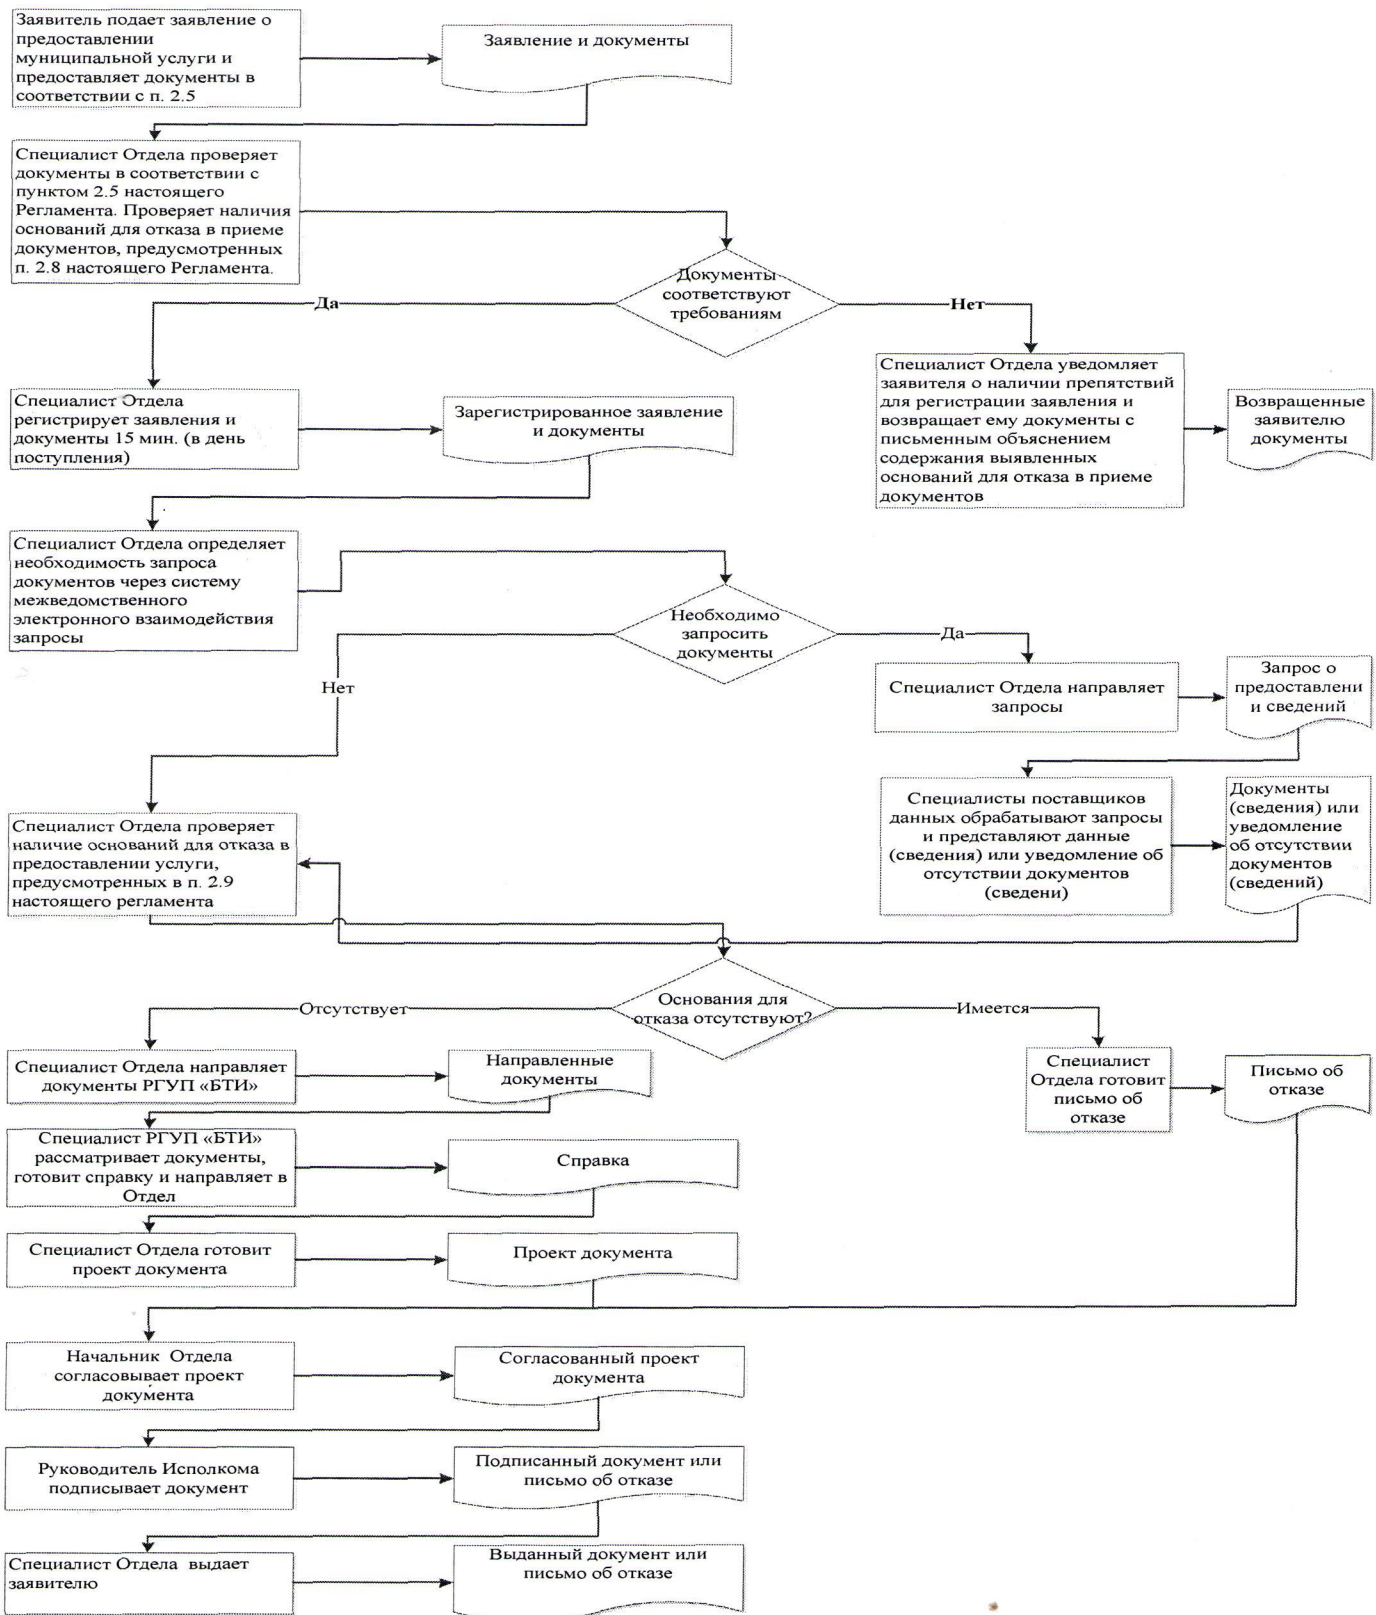 Заявитель подает заявление о
предоставлении
муниципальной услуги и
предоставляет документы в
соответствии с п. 2.5
Заявление и документы
Специалист Отдела проверяет
документы в соответствии с
пунктом 2.5 настоящего
Регламента. Проверяет наличия
оснований для отказа в приеме
документов, предусмотренных
п. 2.8 настоящего Регламента.
Документы
соответствуют
требованиям
Да
Нет
Специалист Отдела
регистрирует заявления и
документы 15 мин. (в день
поступления)
Зарегистрированное заявление
и документы
Специалист Отдела уведомляет
заявителя о наличии препятствий
для регистрации заявления и
возвращает ему документы с
письменным объяснением
содержания выявленных
оснований для отказа в приеме
документов
Возвращенные
заявителю
документы
Специалист Отдела определяет
необходимость запроса
документов через систему
межведомственного
электронного взаимодействия
запросы
Необходимо
запросить
документы
Да
Нет
Специалист Отдела направляет
запросы
Запрос о
предоставлени
и сведений
Специалисты поставщиков
данных обрабатывают запросы
и представляют данные
(сведения) или уведомление об
отсутствии документов
(сведени)
Документы
(сведения) или
уведомление
об отсутствии
документов
(сведений)
Специалист Отдела проверяет
наличие оснований для отказа в
предоставлении услуги,
предусмотренных в п. 2.9
настоящего регламента
Основания для
отказа отсутствуют?
Отсутствует
Имеется
Специалист Отдела направляет
документы РГУП «БТИ»
Направленные
документы
Специалист
Отдела готовит
письмо об
отказе
Письмо об
отказе
Специалист РГУП «БТИ»
рассматривает документы,
готовит справку и направляет в
Отдел
Справка
Специалист Отдела готовит
проект документа
Проект документа
Начальник Отдела
согласовывает проект
документа
Согласованный проект
документа
Руководитель Исполкома
подписывает документ
Подписанный документ или
письмо об отказе
Специалист Отдела выдает
заявителю
Выданный документ или
письмо об отказе